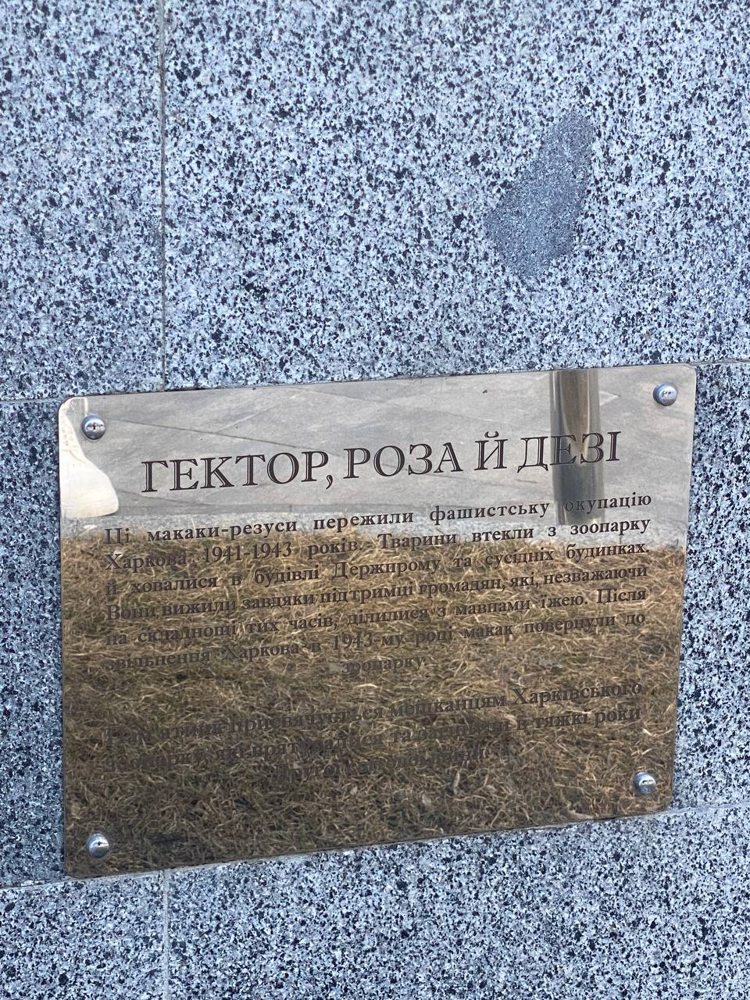 ГЕКТОР, РОЗА Й ДЕЗІ
Ці макаки-резуси пережили фашистську окупацію
Харкова 1941-1943 років. Тварини втекли з зоопарку
й ховалися в будівлі Держпрому та сусідніх будинках.
Вони вижили завдяки підтримці громадян, які, незважаючи
на складнощі тих часів, ділилися з мавпами їжею. Після
звільнення Харкова в 1943-му році макак повернули до
зоопарку.
Пам'ятник присвячується мешканцям Харківського
зоопарку, які врятувалися та загинули в тяжкі роки
Другої світової війни